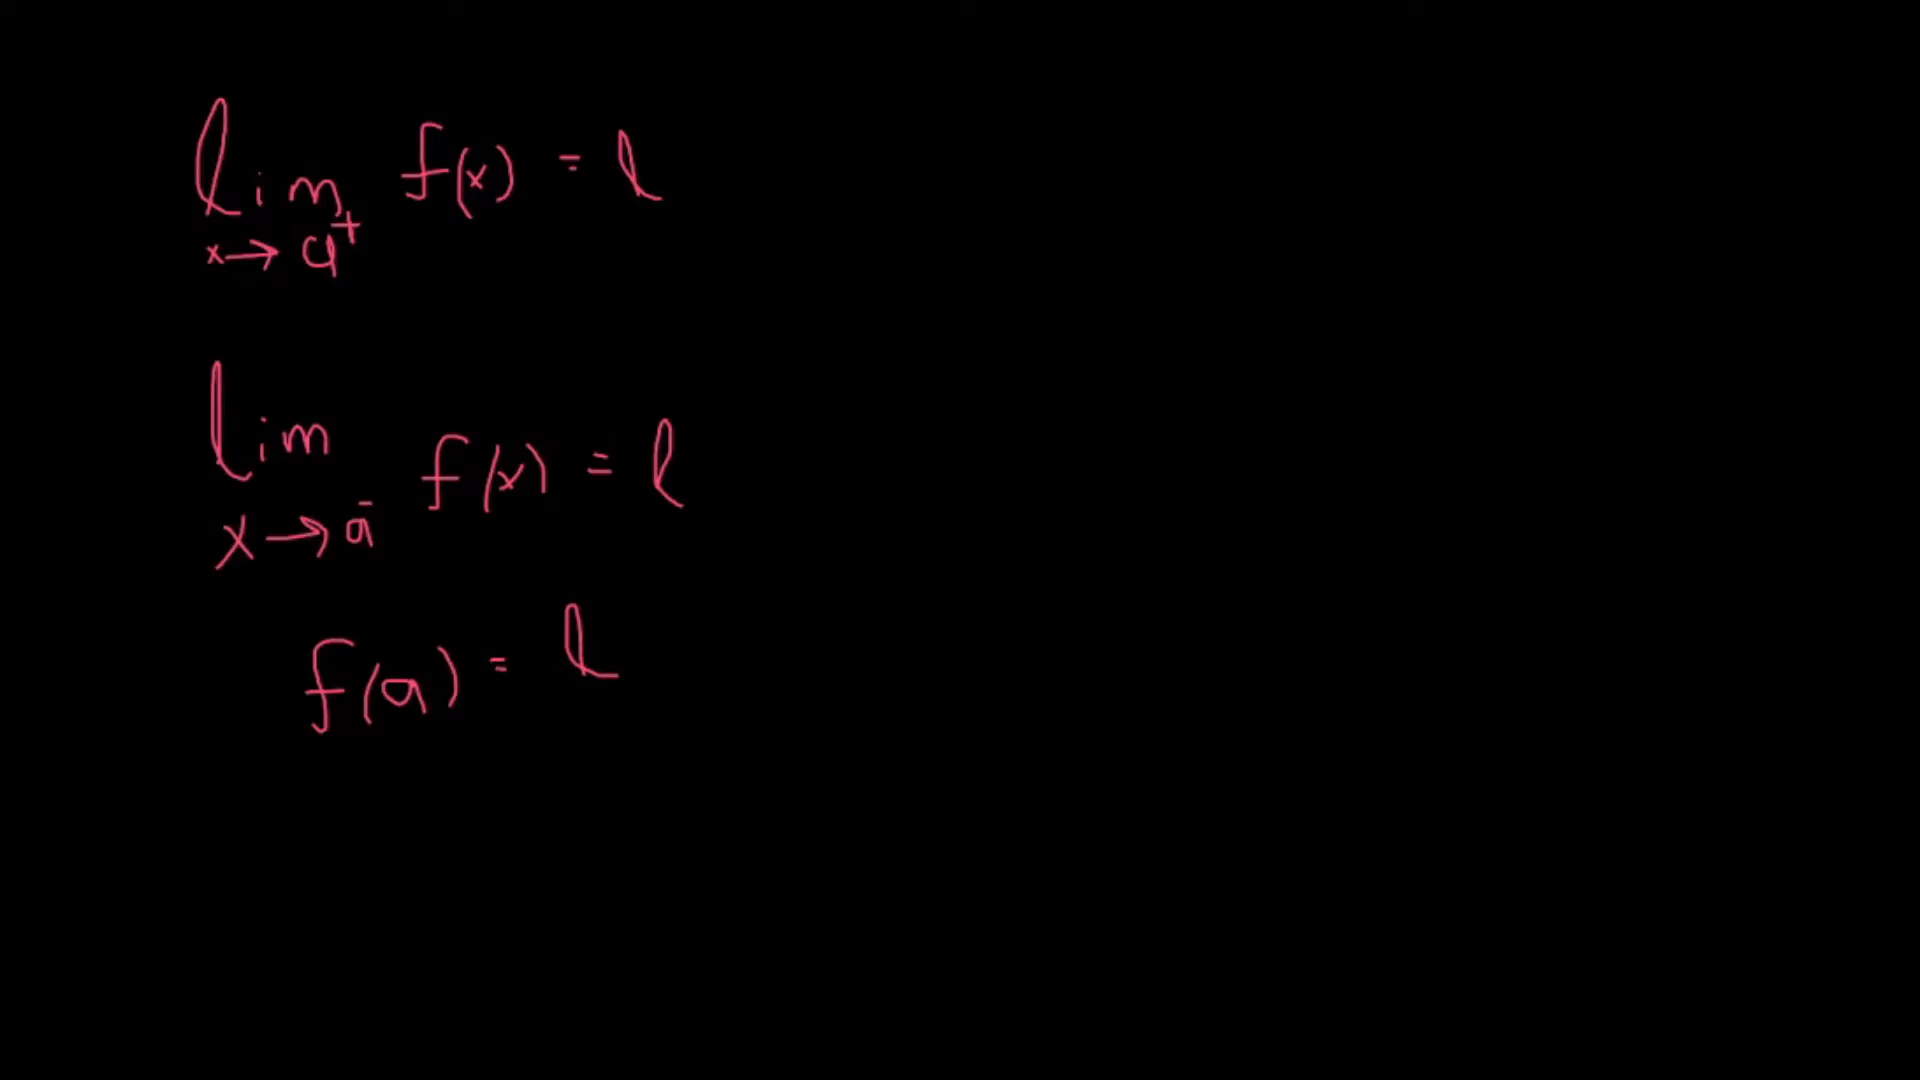 lim f(x) = l
x → a⁺
lim f(x) = l
x → a⁻
f(a) = l